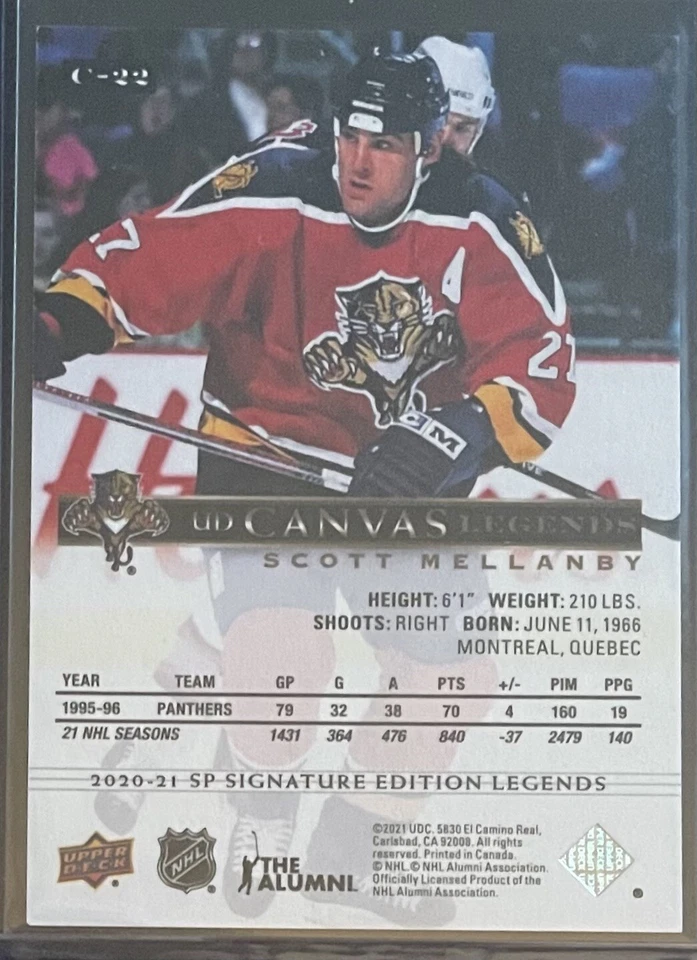 C-22
27
A
27
CCM
UD CANVAS LEGENDS
SCOTT MELLANBY
HEIGHT: 6'1" WEIGHT: 210 LBS.
SHOOTS: RIGHT BORN: JUNE 11, 1966
MONTREAL, QUEBEC
YEAR TEAM GP G A PTS +/- PIM PPG
1995-96 PANTHERS 79 32 38 70 4 160 19
21 NHL SEASONS 1431 364 476 840 -37 2479 140
2020-21 SP SIGNATURE EDITION LEGENDS
UPPER DECK
NHL
THE
ALUMNI
©2021 UDC. 5830 El Camino Real,
Carlsbad, CA 92008. All rights
reserved. Printed in Canada.
© NHL.© NHL Alumni Association.
Officially Licensed Product of the
NHL Alumni Association.